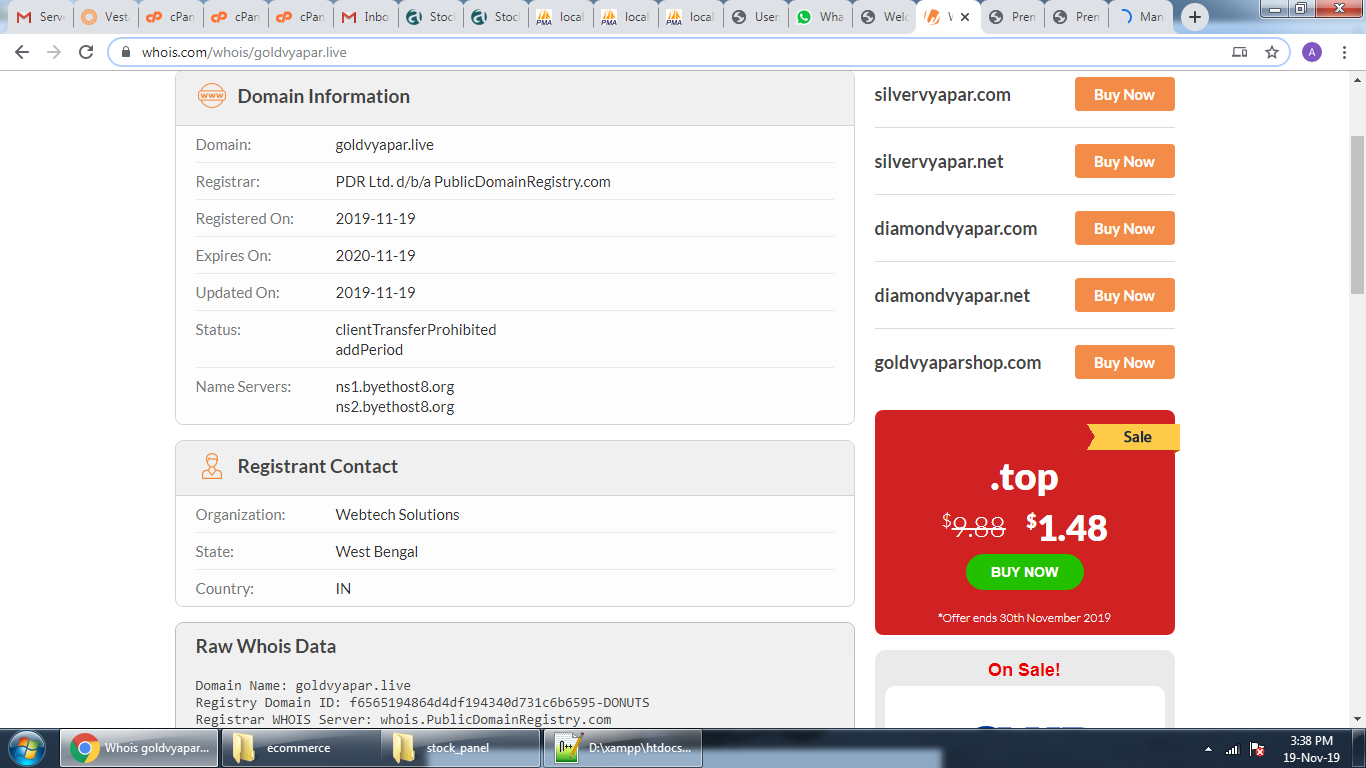 Serve
Vesta
cPan
cPan
cPan
Inbo
Stock
Stock
local
local
local
User
Wha
Welc
W
Pren
Pren
Man
whois.com/whois/goldvyapar.live
A
www
Domain Information
Domain: goldvyapar.live
Registrar: PDR Ltd. d/b/a PublicDomainRegistry.com
Registered On: 2019-11-19
Expires On: 2020-11-19
Updated On: 2019-11-19
Status: clientTransferProhibited
addPeriod
Name Servers: ns1.byethost8.org
ns2.byethost8.org
Registrant Contact
Organization: Webtech Solutions
State: West Bengal
Country: IN
Raw Whois Data
Domain Name: goldvyapar.live
Registry Domain ID: f6565194864d4df194340d731c6b6595-DONUTS
Registrar WHOIS Server: whois.PublicDomainRegistry.com
silvervyapar.com Buy Now
silvervyapar.net Buy Now
diamondvyapar.com Buy Now
diamondvyapar.net Buy Now
goldvyaparshop.com Buy Now
Sale
.top
$9.88 $1.48
BUY NOW
*Offer ends 30th November 2019
On Sale!
Whois goldvyapar...
ecommerce
stock_panel
D:\xampp\htdocs...
3:38 PM
19-Nov-19